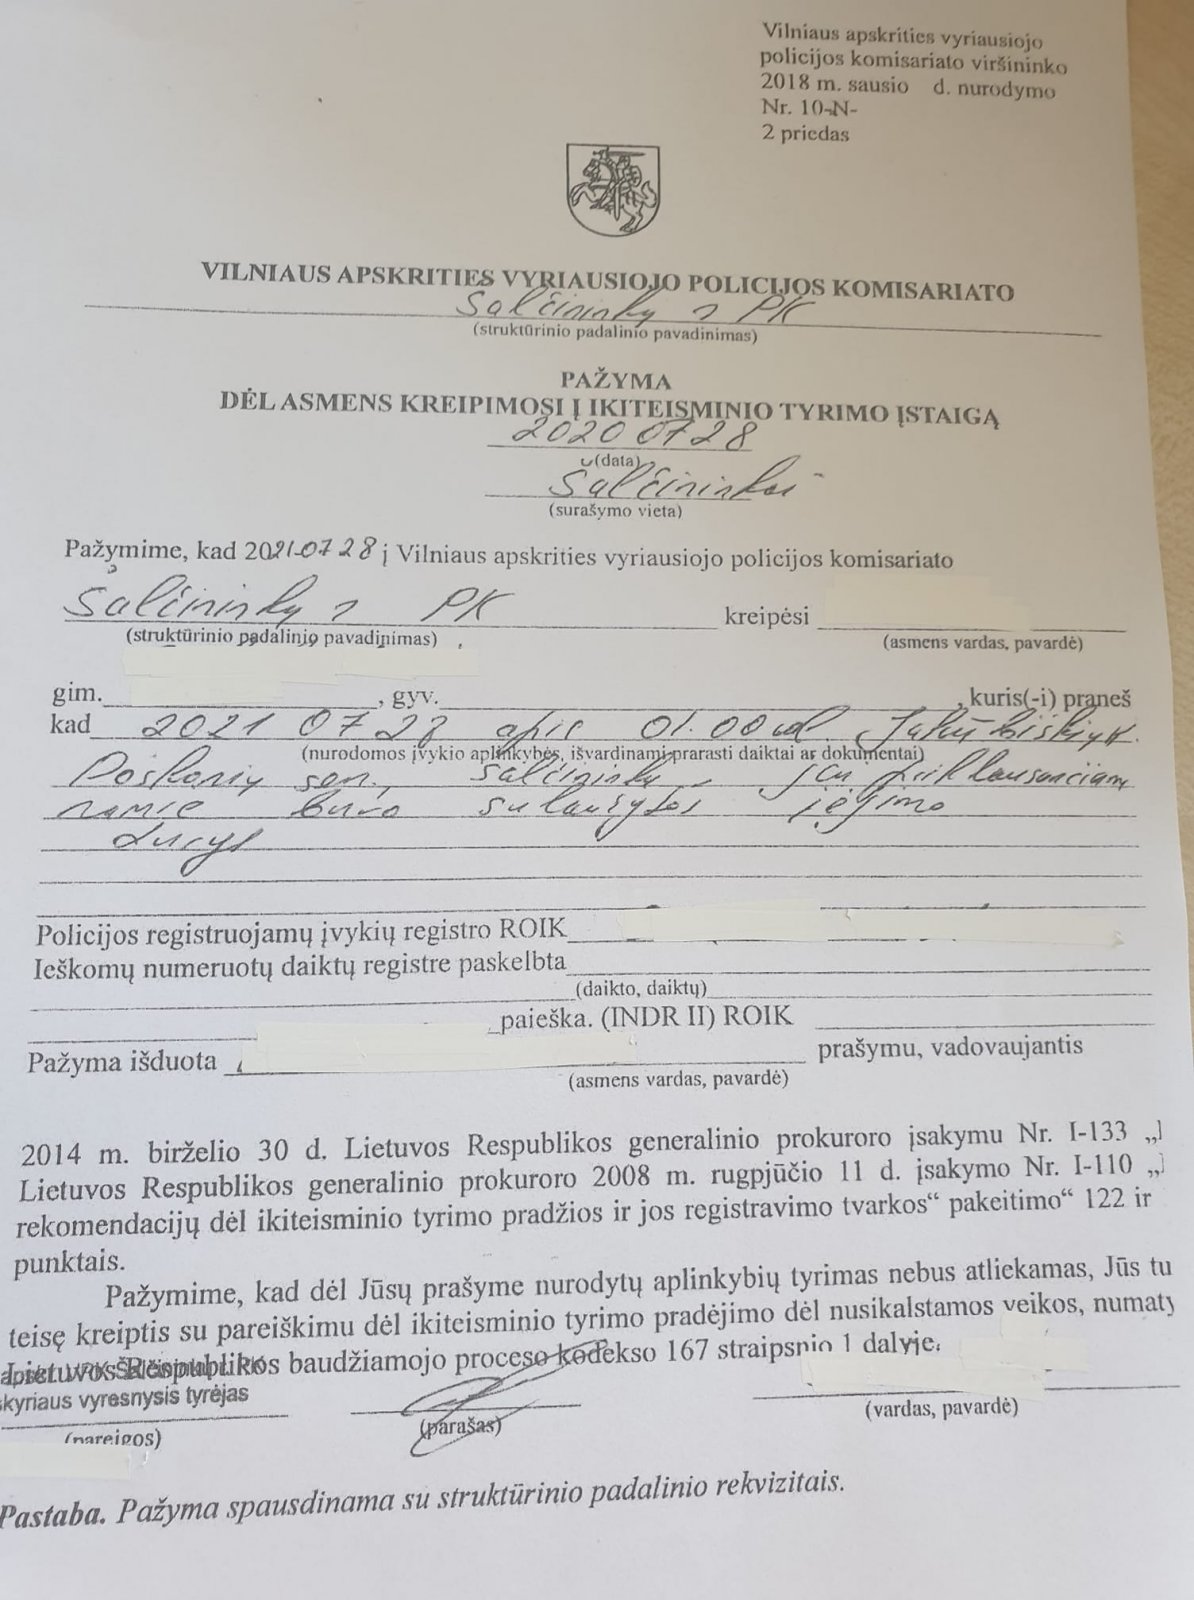 Vilniaus apskrities vyriausiojo
policijos komisariato viršininko
2018 m. sausio d. nurodymo
Nr. 10-N-
2 priedas
VILNIAUS APSKRITIES VYRIAUSIOJO POLICIJOS KOMISARIATO
Šalčininkų r PK
(struktūrinio padalinio pavadinimas)
PAŽYMA
DĖL ASMENS KREIPIMOSI Į IKITEISMINIO TYRIMO ĮSTAIGĄ
2020 07 28
(data)
Šalčininkai
(surašymo vieta)
Pažymime, kad 2021-07 28 į Vilniaus apskrities vyriausiojo policijos komisariato
Šalčininkų r PK kreipėsi
(struktūrinio padalinio pavadinimas) (asmens vardas, pavardė)
gim. , gyv. , kuris(-i) praneš
kad 2021 07 28 apie 01.00 val.
(nurodomos įvykio aplinkybės, išvardinami prarasti daiktai ar dokumentai)
Poškonių sen., Šalčininkų r, jau priklausančiam
name buvo sulaužytos įėjimo
durys
Policijos registruojamų įvykių registro ROIK
Ieškomų numeruotų daiktų registre paskelbta
(daikto, daiktų)
paieška. (INDR II) ROIK
Pažyma išduota prašymu, vadovaujantis
(asmens vardas, pavardė)
2014 m. birželio 30 d. Lietuvos Respublikos generalinio prokuroro įsakymu Nr. I-133 „
Lietuvos Respublikos generalinio prokuroro 2008 m. rugpjūčio 11 d. įsakymo Nr. I-110 „
rekomendacijų dėl ikiteisminio tyrimo pradžios ir jos registravimo tvarkos“ pakeitimo“ 122 ir
punktais.
Pažymime, kad dėl Jūsų prašyme nurodytų aplinkybių tyrimas nebus atliekamas, Jūs tu
teisę kreiptis su pareiškimu dėl ikiteisminio tyrimo pradėjimo dėl nusikalstamos veikos, numaty
Lietuvos Respublikos baudžiamojo proceso kodekso 167 straipsnio 1 dalyje.
skyriaus vyresnysis tyrėjas
(pareigos) (parašas) (vardas, pavardė)
Pastaba. Pažyma spausdinama su struktūrinio padalinio rekvizitais.